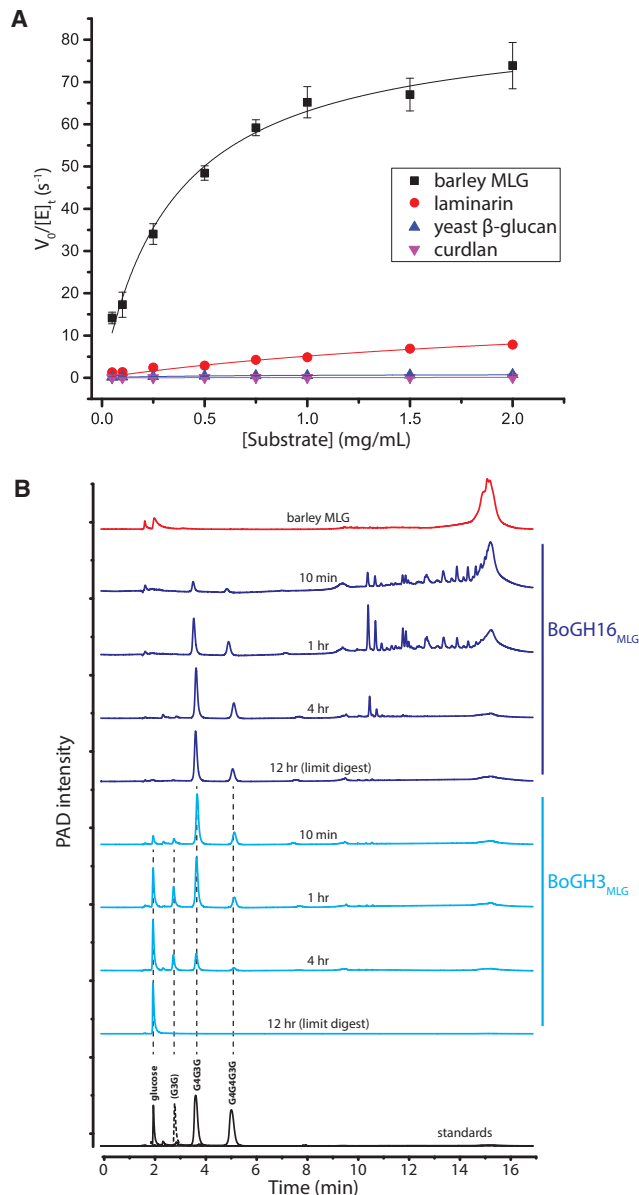 A
V₀/[E]ₜ (s⁻¹)
80
70
60
50
40
30
20
10
0
barley MLG
laminarin
yeast β-glucan
curdlan
0.0
0.5
1.0
1.5
2.0
[Substrate] (mg/mL)
B
PAD intensity
barley MLG
10 min
1 hr
4 hr
12 hr (limit digest)
BoGH16MLG
10 min
1 hr
4 hr
12 hr (limit digest)
BoGH3MLG
glucose
(G3G)
G4G3G
G4G4G3G
standards
0
2
4
6
8
10
12
14
16
Time (min)